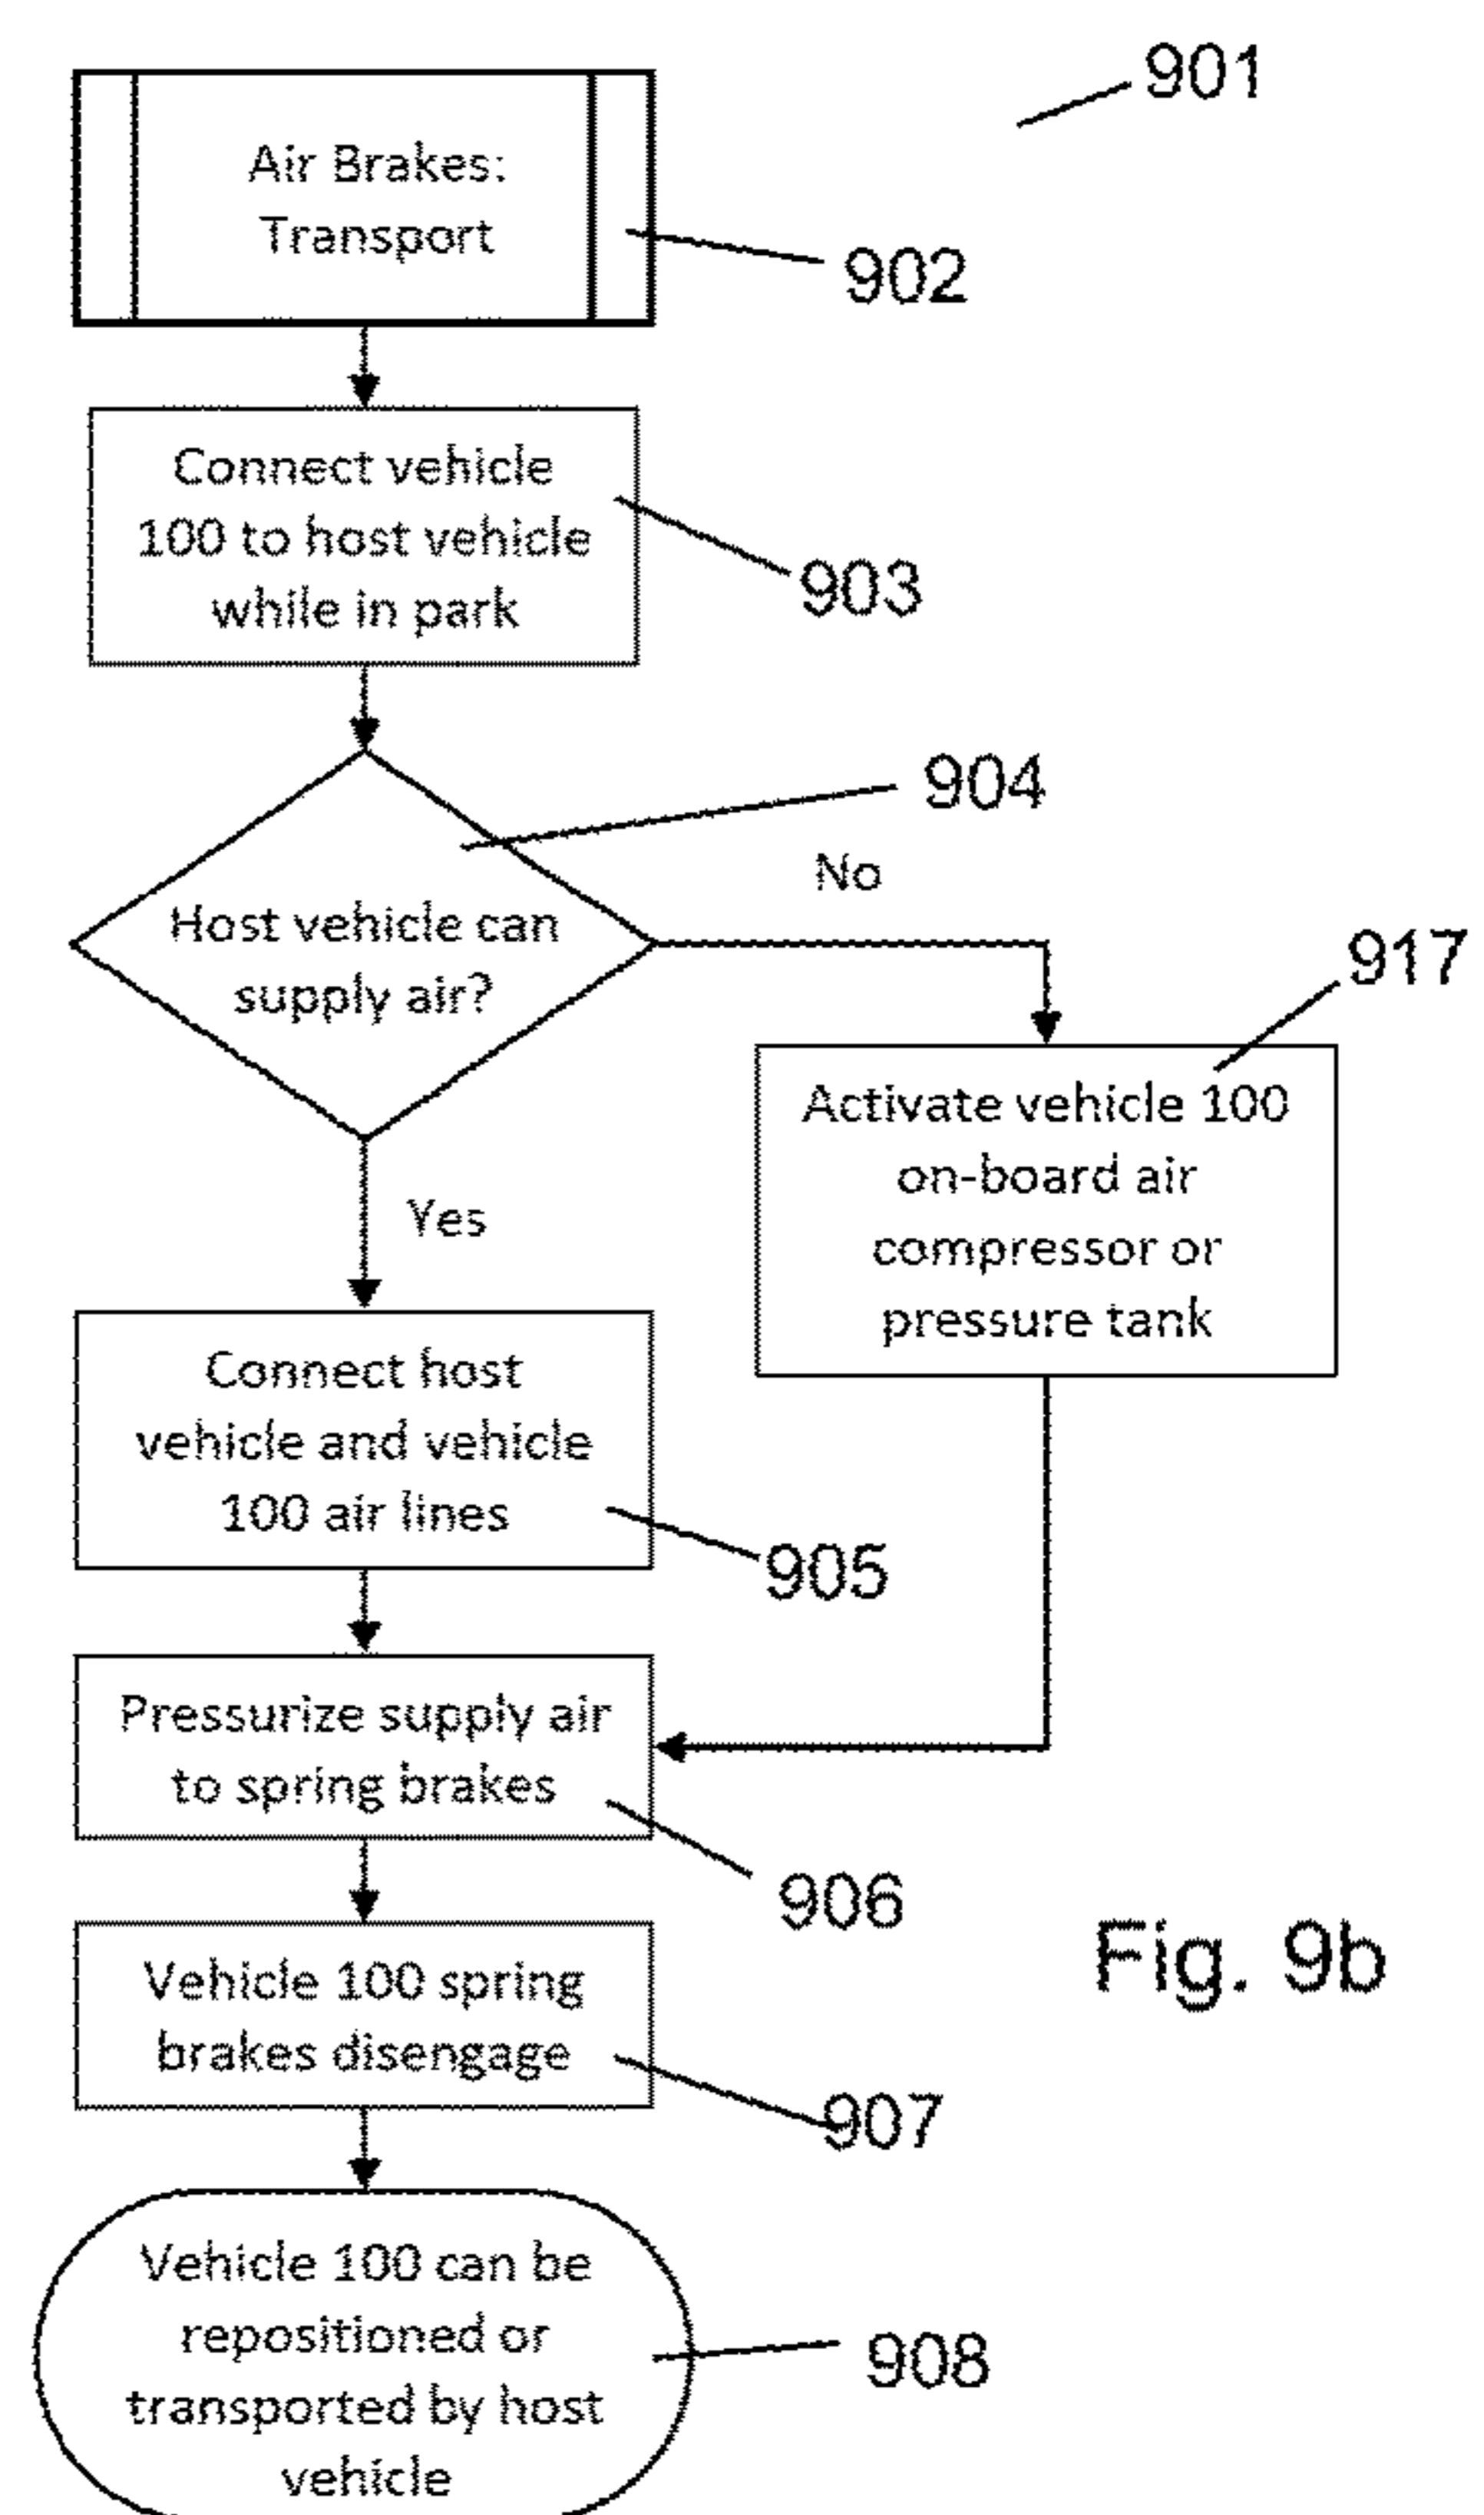 901
Air Brakes:
Transport
902
Connect vehicle
100 to host vehicle
while in park
903
904
No
Host vehicle can
supply air?
917
Activate vehicle 100
on-board air
compressor or
pressure tank
Yes
Connect host
vehicle and vehicle
100 air lines
905
Pressurize supply air
to spring brakes
906
Fig. 9b
Vehicle 100 spring
brakes disengage
907
Vehicle 100 can be
repositioned or
transported by host
vehicle
908